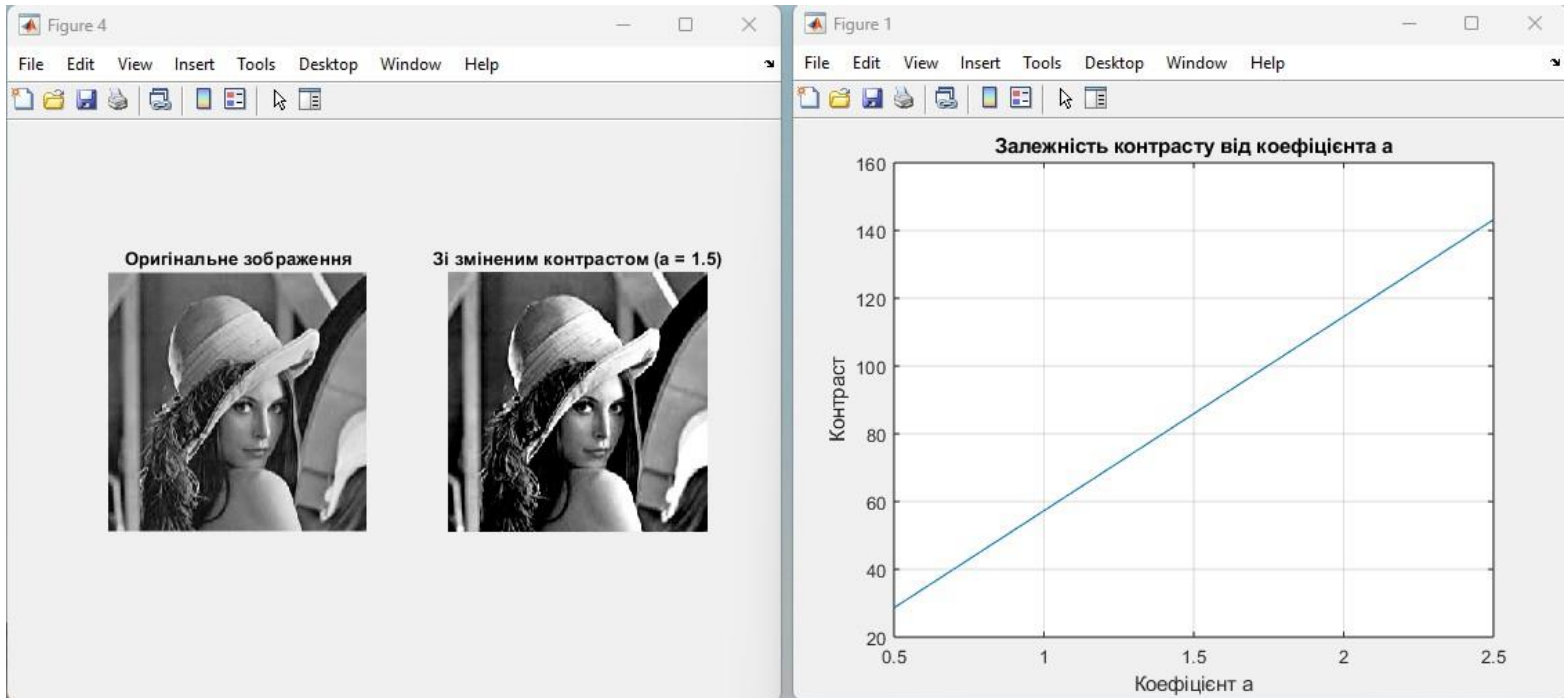 Figure 4
File Edit View Insert Tools Desktop Window Help
Оригінальне зображення
Зі зміненим контрастом (a = 1.5)
Figure 1
File Edit View Insert Tools Desktop Window Help
Залежність контрасту від коефіцієнта a
160
140
120
100
80
60
40
20
Контраст
0.5 1 1.5 2 2.5
Коефіцієнт a